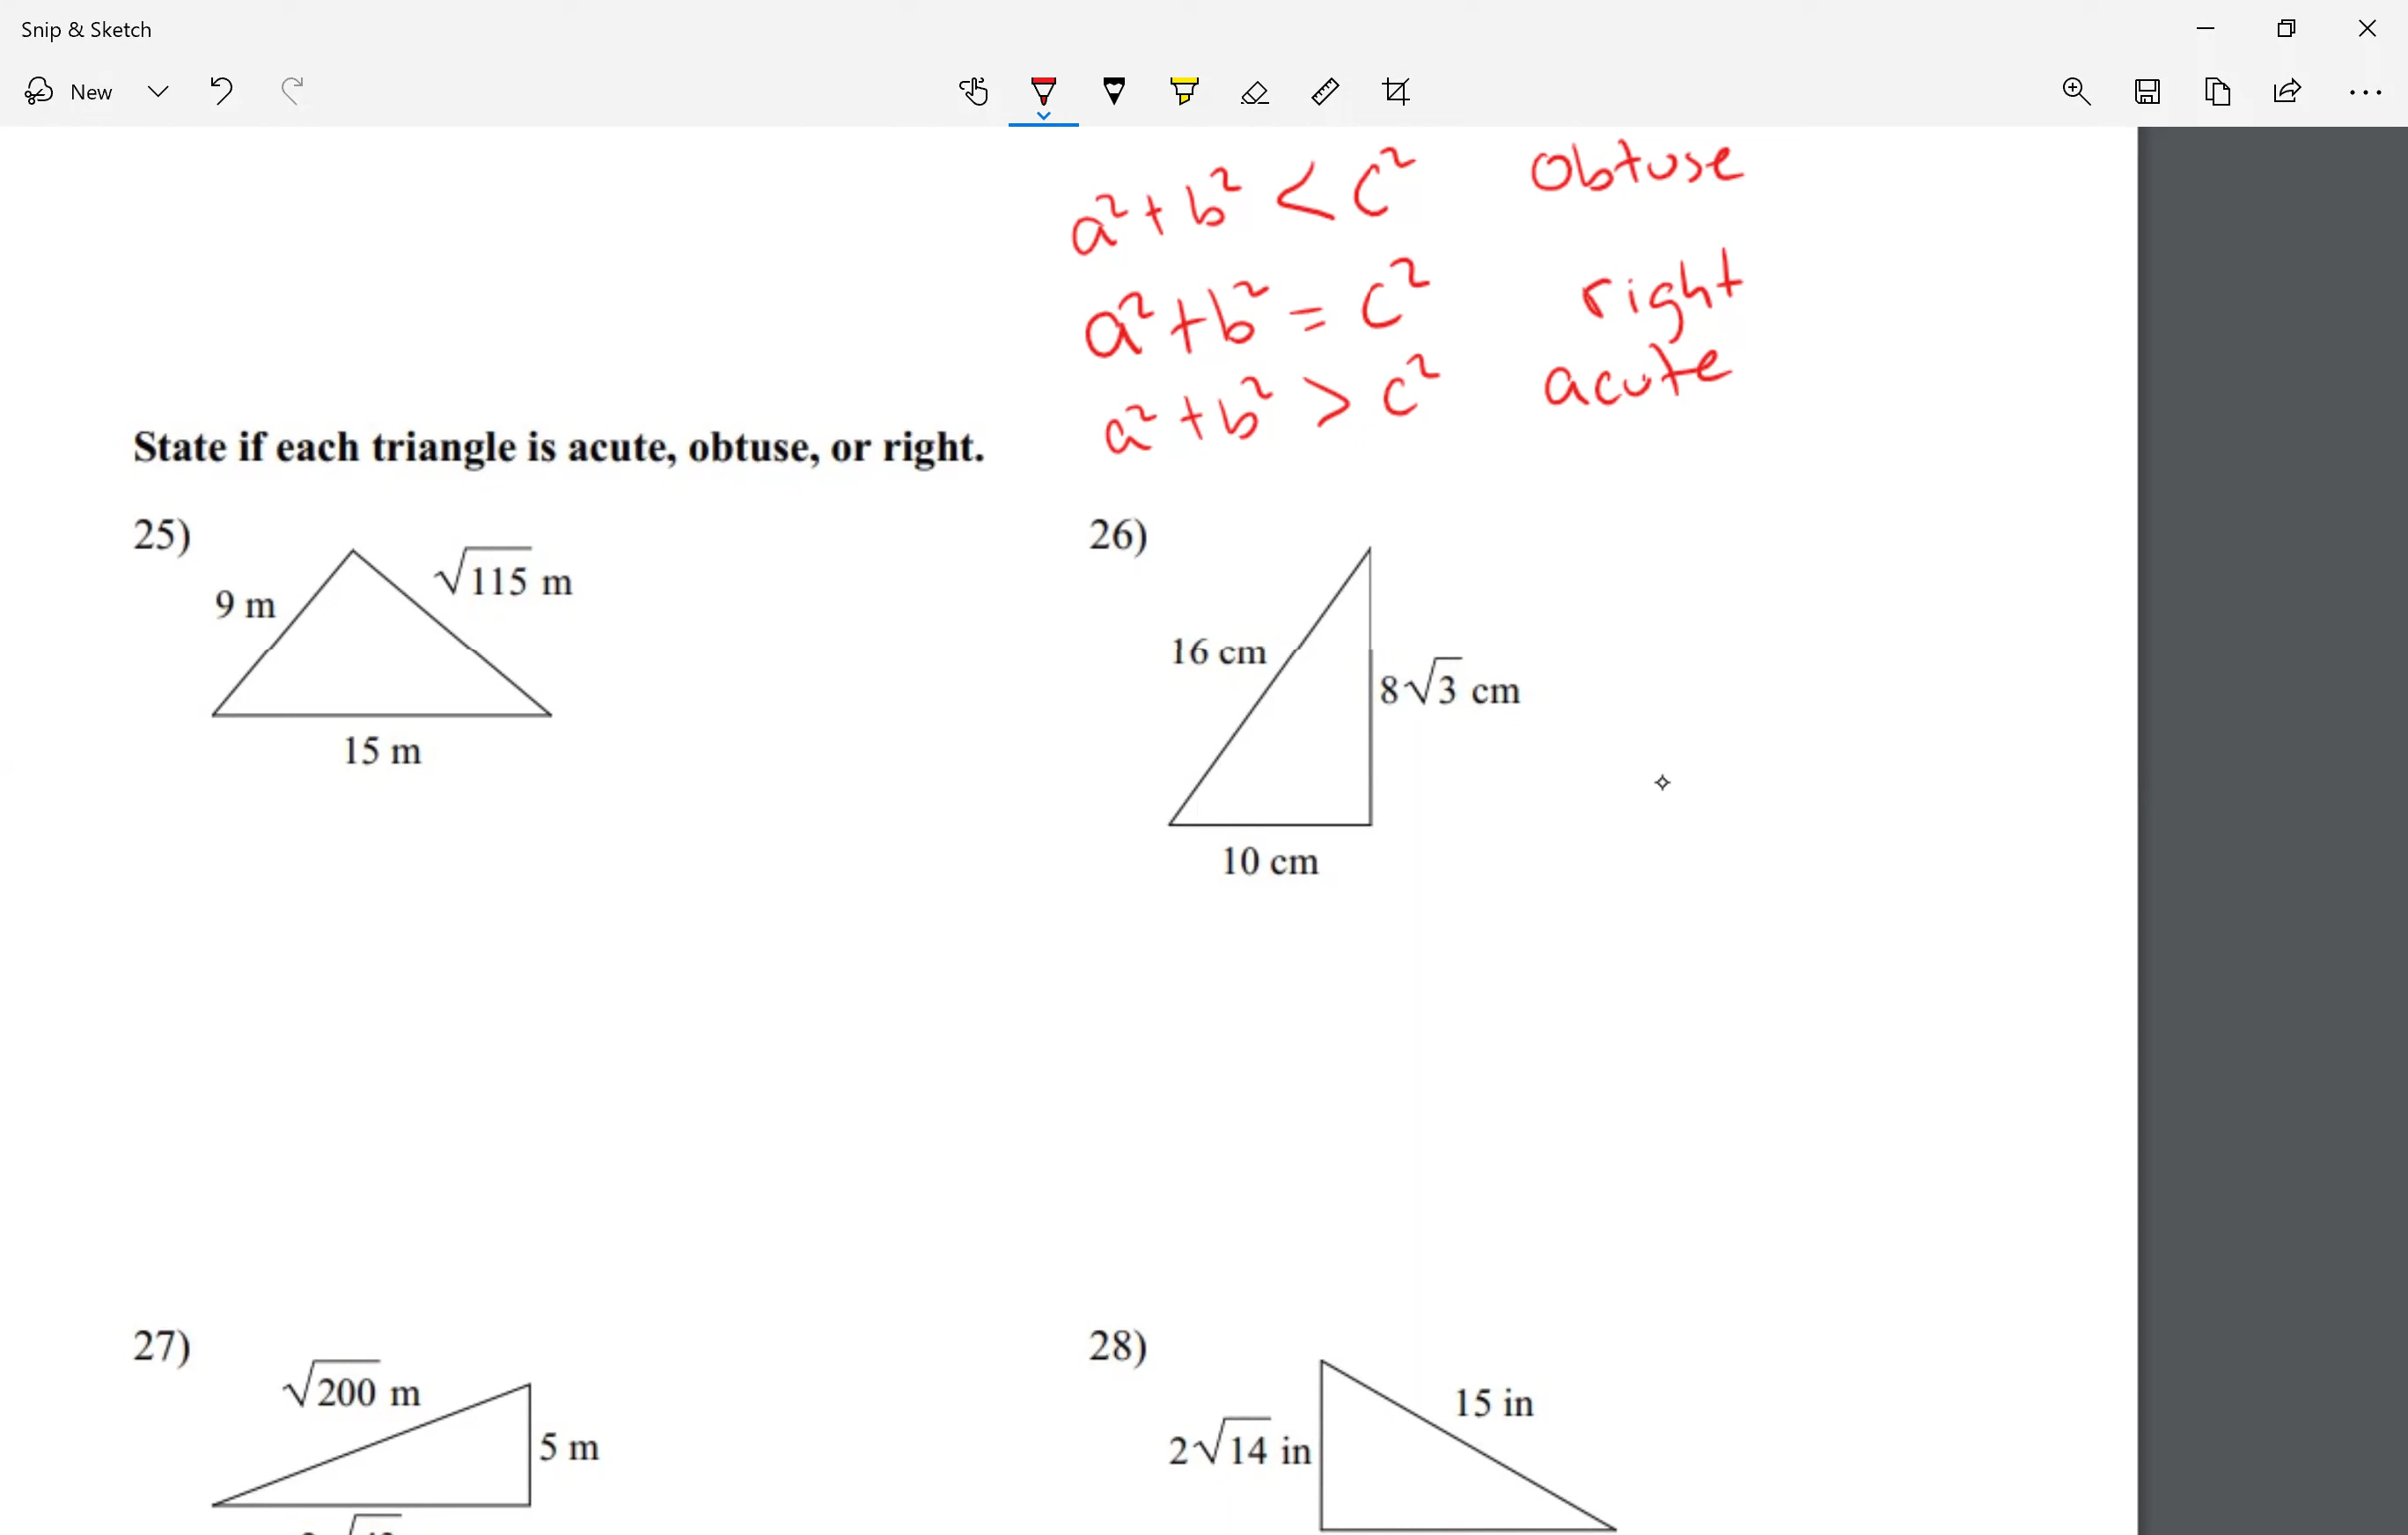 Snip & Sketch
New
a² + b² < c² Obtuse
a² + b² = c² right
a² + b² > c² acute
State if each triangle is acute, obtuse, or right.
25)
√115 m
9 m
15 m
26)
16 cm
8√3 cm
10 cm
27)
√200 m
5 m
28)
15 in
2√14 in